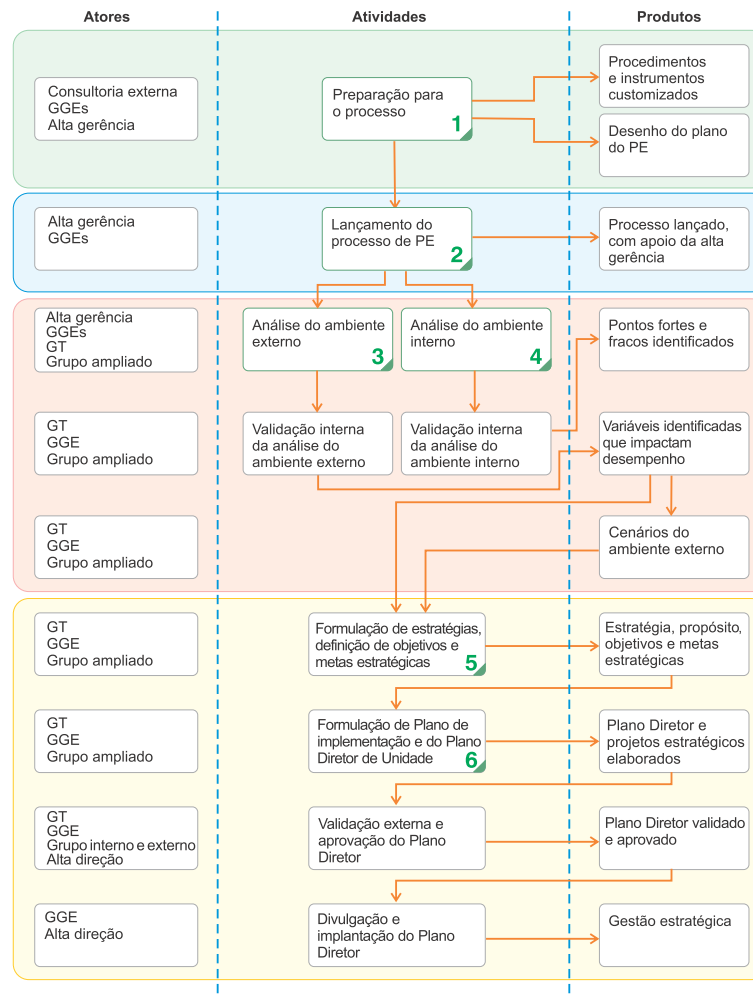 Atores
Atividades
Produtos
Consultoria externa
GGEs
Alta gerência
Preparação para
o processo
1
Procedimentos
e instrumentos
customizados
Desenho do plano
do PE
Alta gerência
GGEs
Lançamento do
processo de PE
2
Processo lançado,
com apoio da alta
gerência
Alta gerência
GGEs
GT
Grupo ampliado
Análise do ambiente
externo
3
Análise do ambiente
interno
4
Pontos fortes e
fracos identificados
GT
GGE
Grupo ampliado
Validação interna
da análise do
ambiente externo
Validação interna
da análise do
ambiente interno
Variáveis identificadas
que impactam
desempenho
GT
GGE
Grupo ampliado
Cenários do
ambiente externo
GT
GGE
Grupo ampliado
Formulação de estratégias,
definição de objetivos e
metas estratégicas
5
Estratégia, propósito,
objetivos e metas
estratégicas
GT
GGE
Grupo ampliado
Formulação de Plano de
implementação e do Plano
Diretor de Unidade
6
Plano Diretor e
projetos estratégicos
elaborados
GT
GGE
Grupo interno e externo
Alta direção
Validação externa e
aprovação do Plano
Diretor
Plano Diretor validado
e aprovado
GGE
Alta direção
Divulgação e
implantação do Plano
Diretor
Gestão estratégica